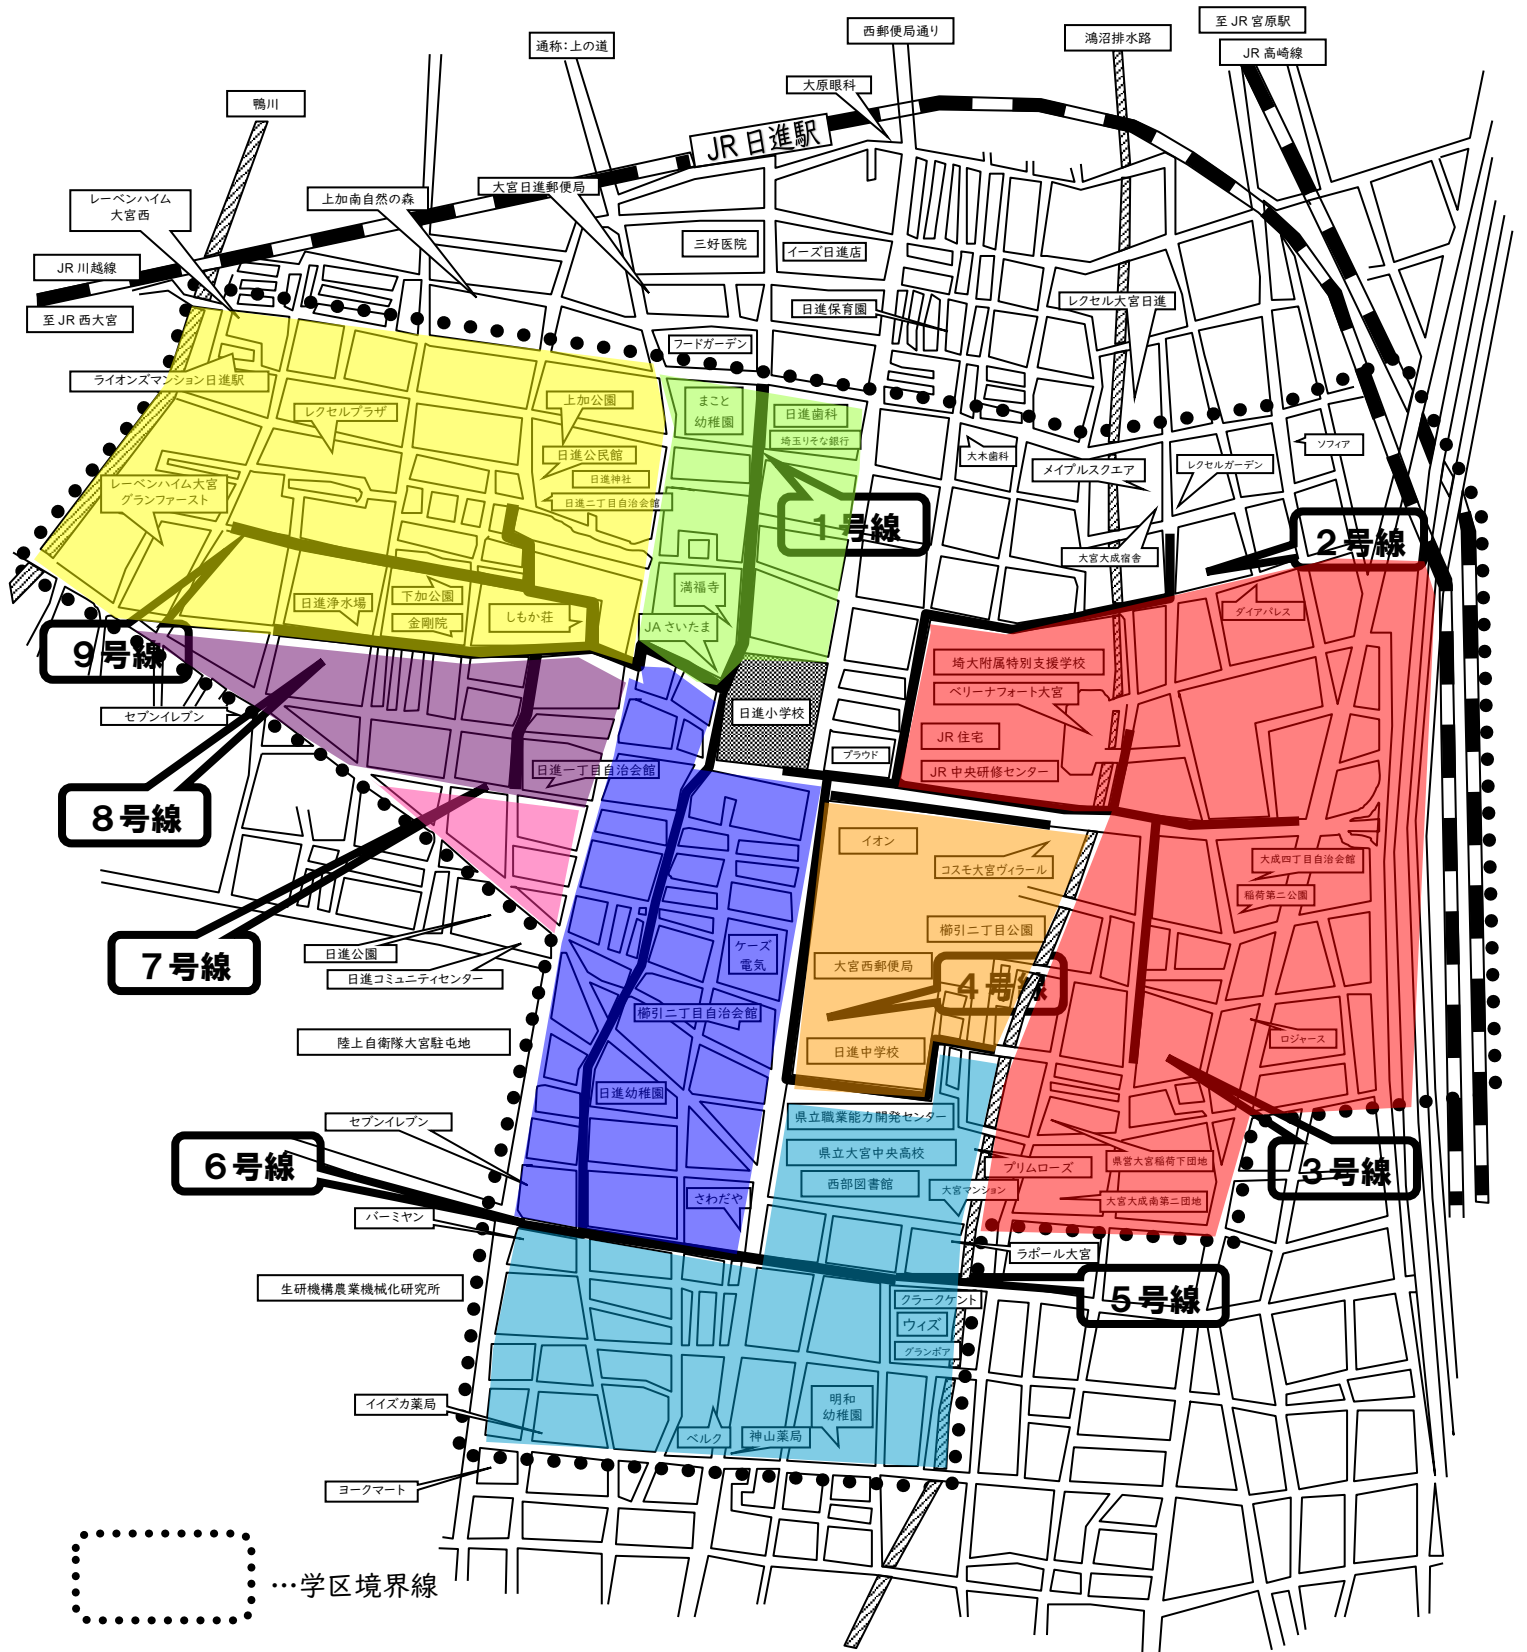 至 JR 宮原駅
西郵便局通り
鴻沼排水路
通称：上の道
JR 高崎線
大原眼科
鴨川
JR 日進駅
大宮日進郵便局
上加南自然の森
レーベンハイム
大宮西
三好医院
イーズ日進店
JR 川越線
レクセル大宮日進
日進保育園
至 JR 西大宮
フードガーデン
ライオンズマンション日進駅
まこと
幼稚園
上加公園
レクセルプラザ
日進歯科
埼玉りそな銀行
ソフィア
日進公民館
大木歯科
メイプルスクエア
レクセルガーデン
日進神社
レーベンハイム大宮
グランファースト
日進二丁目自治会館
1号線
2号線
大宮大成宿舎
満福寺
下加公園
日進浄水場
しもか荘
金剛院
JA さいたま
ダイアパレス
9号線
埼大附属特別支援学校
ベリーナフォート大宮
セブンイレブン
日進小学校
JR 住宅
プラウド
日進一丁目自治会館
JR 中央研修センター
8号線
イオン
コスモ大宮ヴィラール
大成四丁目自治会館
稲荷第二公園
櫛引二丁目公園
ケーズ
電気
日進公園
7号線
大宮西郵便局
日進コミュニティセンター
4号線
櫛引二丁目自治会館
陸上自衛隊大宮駐屯地
ロジャース
日進中学校
日進幼稚園
県立職業能力開発センター
セブンイレブン
県立大宮中央高校
6号線
プリムローズ
県営大宮稲荷下団地
3号線
西部図書館
大宮マンション
さわだや
大宮大成南第二団地
バーミヤン
ラポール大宮
生研機構農業機械化研究所
クラークケント
5号線
ウィズ
グランボア
イイズカ薬局
明和
幼稚園
ベルク
神山薬局
ヨークマート
…学区境界線